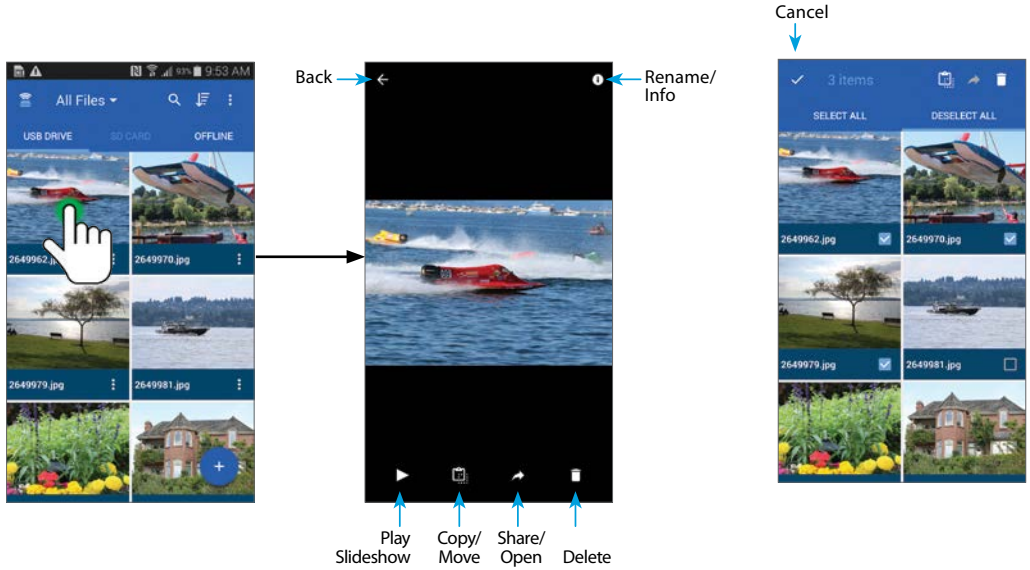 Cancel
93% 9:53 AM
All Files
USB DRIVE SD CARD OFFLINE
2649962.jpg 2649970.jpg
2649979.jpg 2649981.jpg
+
Back
Rename/
Info
Play
Slideshow
Copy/
Move
Share/
Open
Delete
3 items
SELECT ALL DESELECT ALL
2649962.jpg 2649970.jpg
2649979.jpg 2649981.jpg